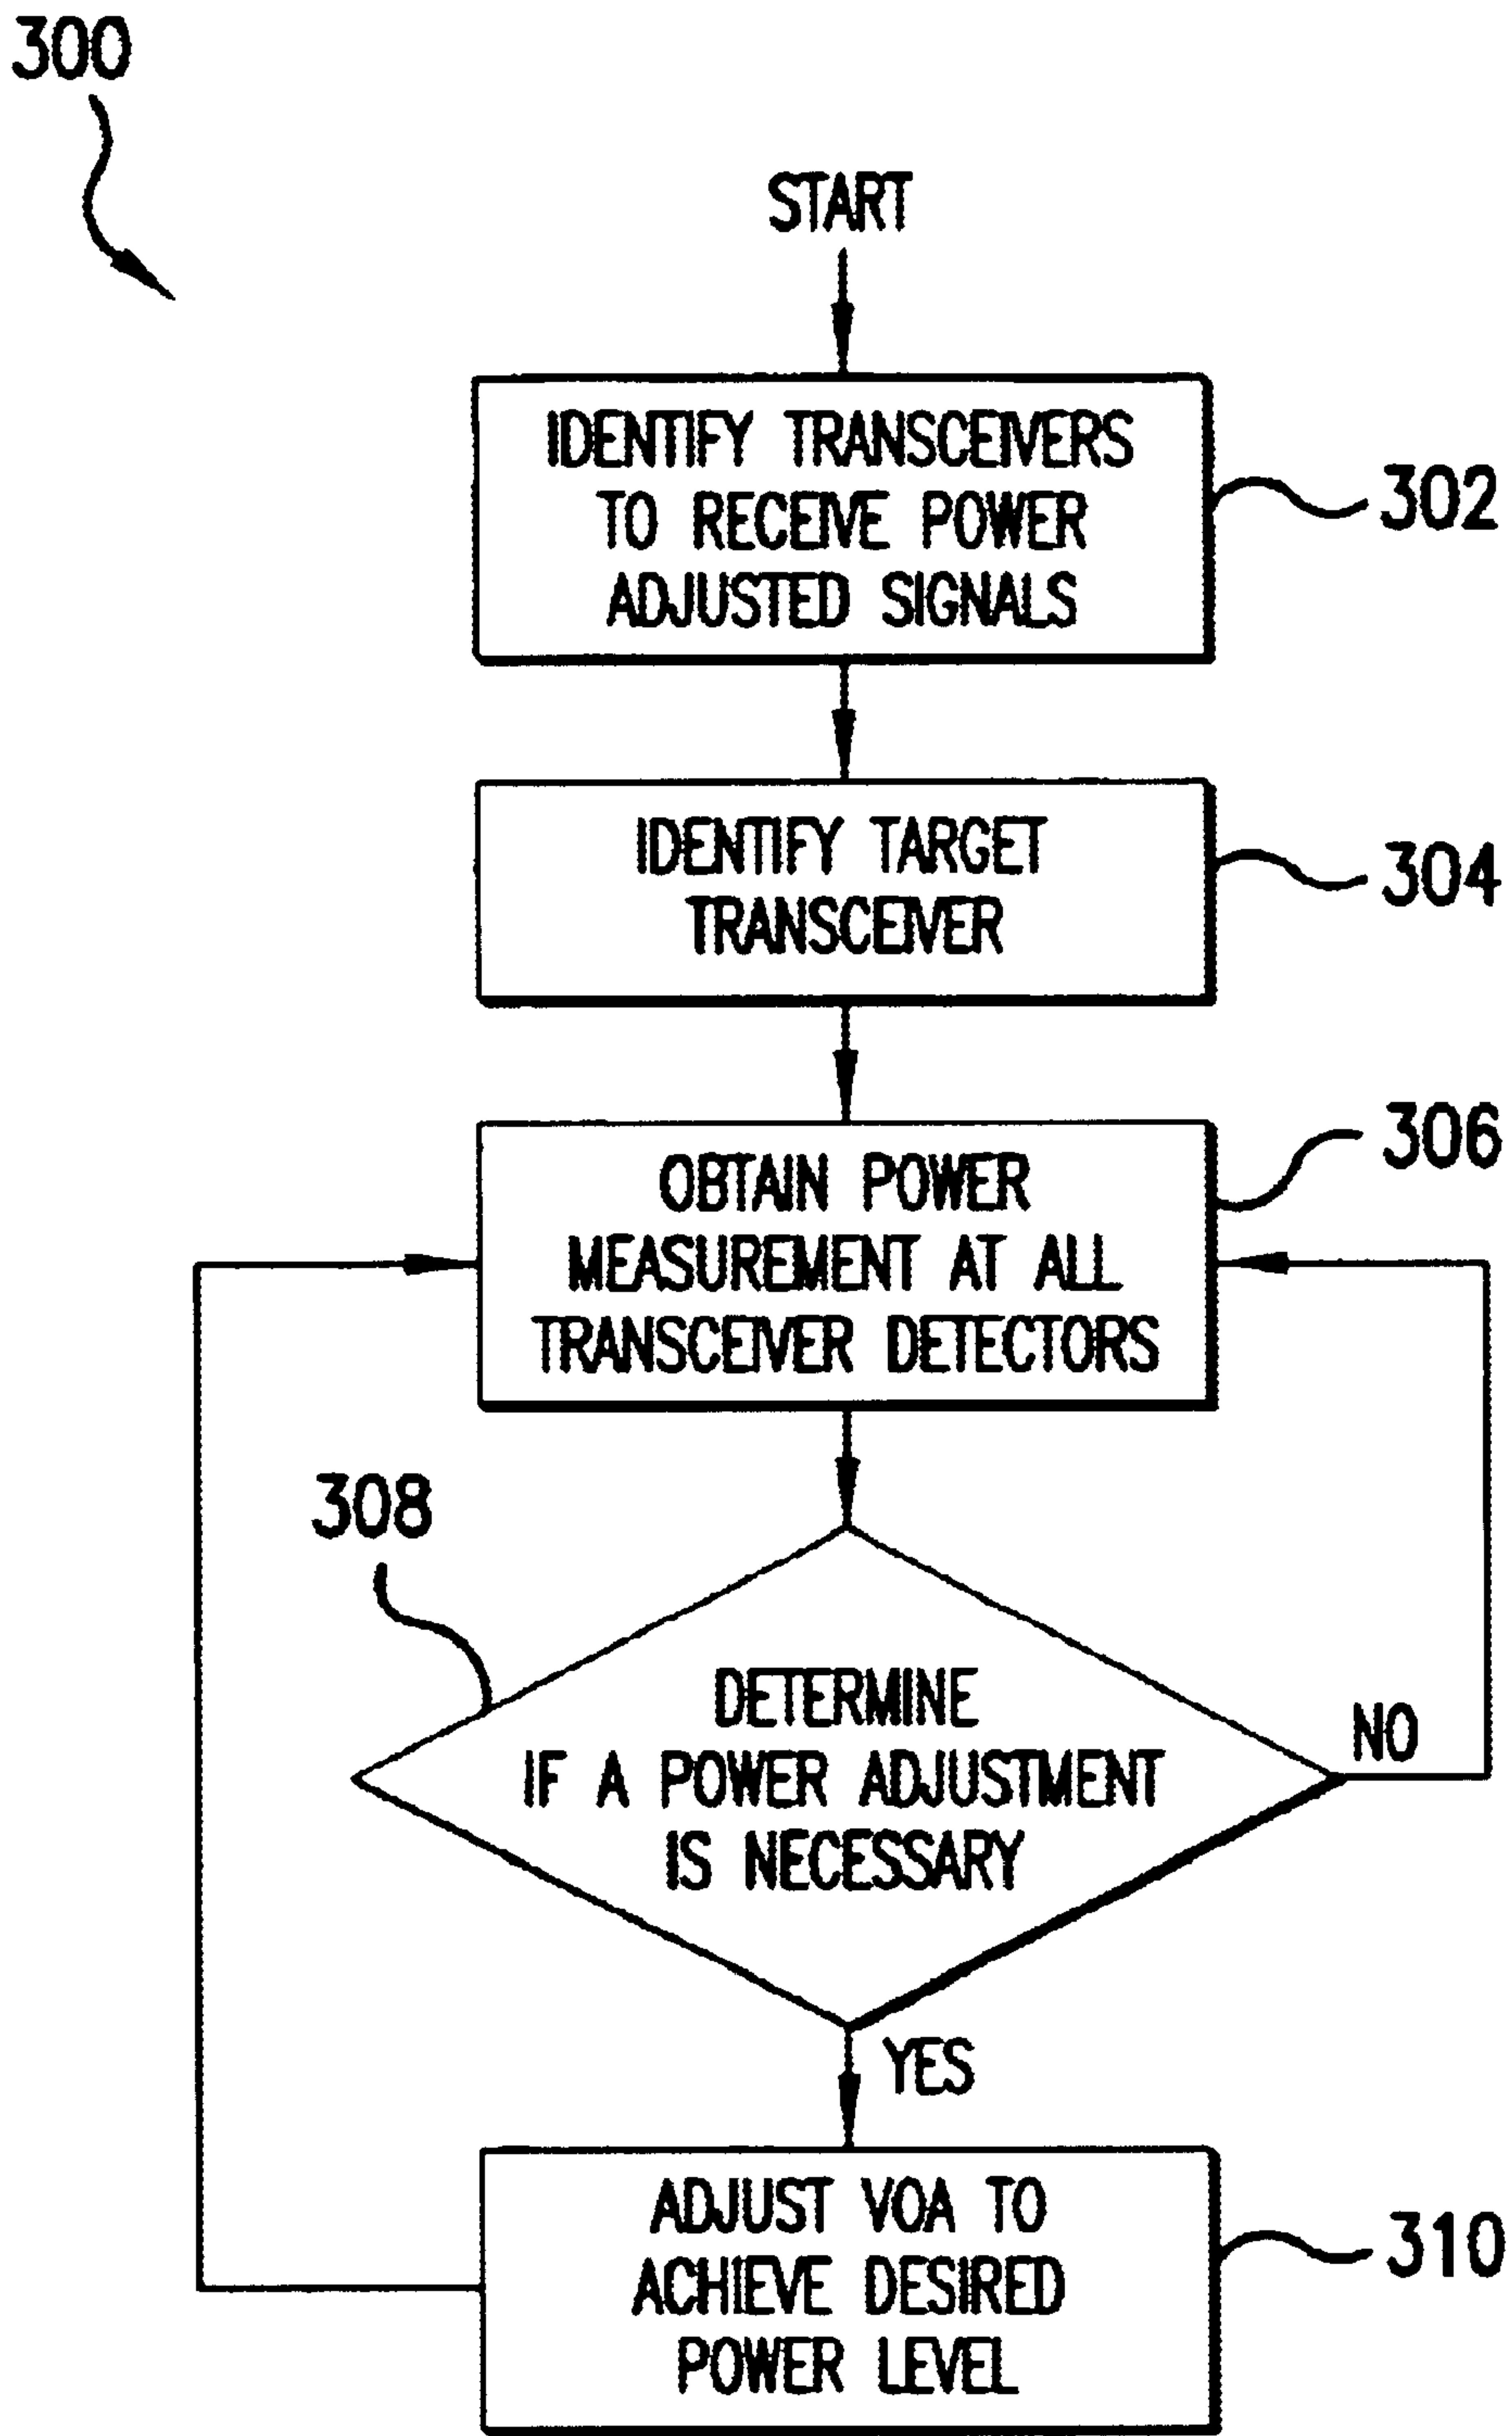 300
START
IDENTIFY TRANSCEIVERS
TO RECEIVE POWER
ADJUSTED SIGNALS
302
IDENTIFY TARGET
TRANSCEIVER
304
OBTAIN POWER
MEASUREMENT AT ALL
TRANSCEIVER DETECTORS
306
308
DETERMINE
IF A POWER ADJUSTMENT
IS NECESSARY
NO
YES
ADJUST VOA TO
ACHIEVE DESIRED
POWER LEVEL
310